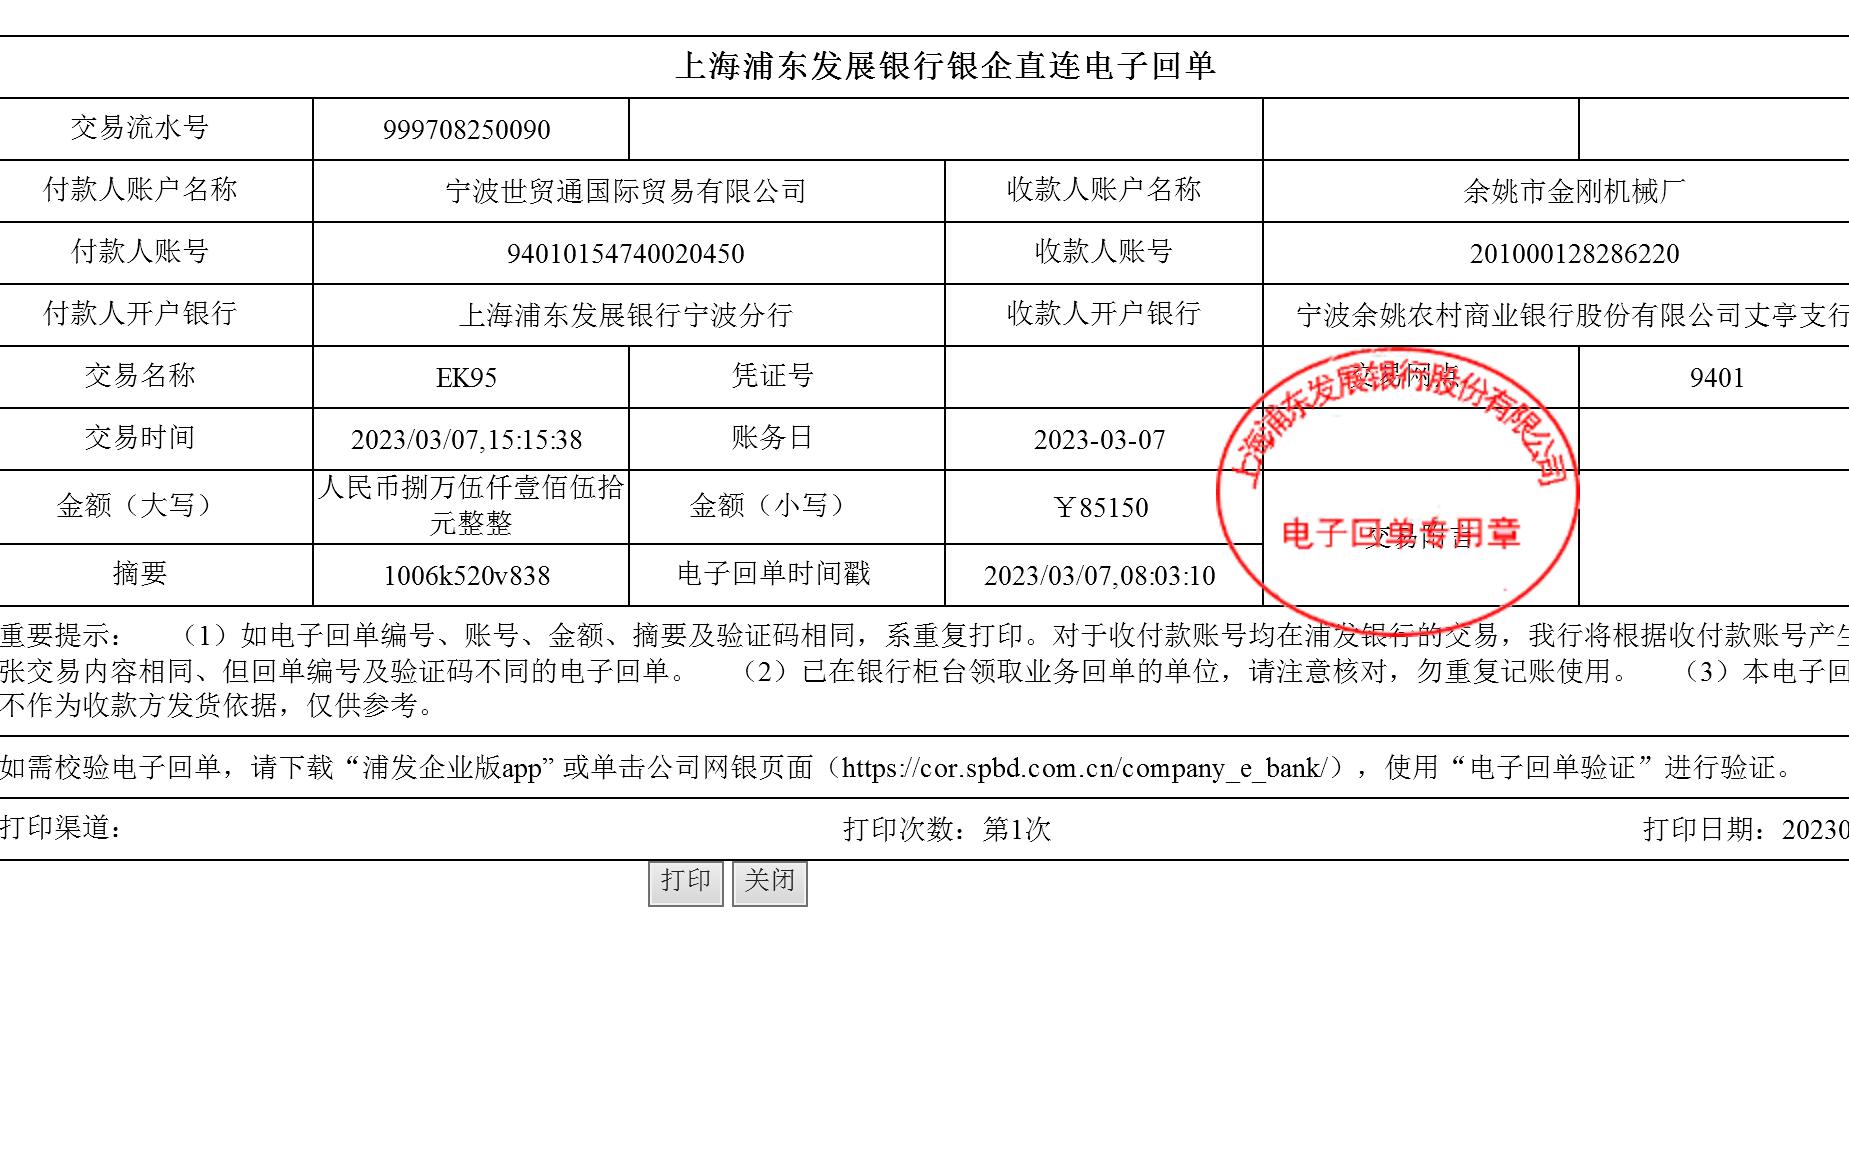 上海浦东发展银行银企直连电子回单
交易流水号 999708250090
付款人账户名称 宁波世贸通国际贸易有限公司 收款人账户名称 余姚市金刚机械厂
付款人账号 94010154740020450 收款人账号 201000128286220
付款人开户银行 上海浦东发展银行宁波分行 收款人开户银行 宁波余姚农村商业银行股份有限公司丈亭支行
交易名称 EK95 凭证号 交易网点 9401
上海浦东发展银行股份有限公司
交易时间 2023/03/07,15:15:38 账务日 2023-03-07
金额（大写） 人民币捌万伍仟壹佰伍拾
元整整
金额（小写） ￥85150
交易附言
电子回单专用章
摘要 1006k520v838 电子回单时间戳 2023/03/07,08:03:10
重要提示： （1）如电子回单编号、账号、金额、摘要及验证码相同，系重复打印。对于收付款账号均在浦发银行的交易，我行将根据收付款账号产生
张交易内容相同、但回单编号及验证码不同的电子回单。 （2）已在银行柜台领取业务回单的单位，请注意核对，勿重复记账使用。 （3）本电子回
不作为收款方发货依据，仅供参考。
如需校验电子回单，请下载“浦发企业版app” 或单击公司网银页面（https://cor.spbd.com.cn/company_e_bank/），使用“电子回单验证”进行验证。
打印渠道： 打印次数：第1次 打印日期：20230
打印 关闭